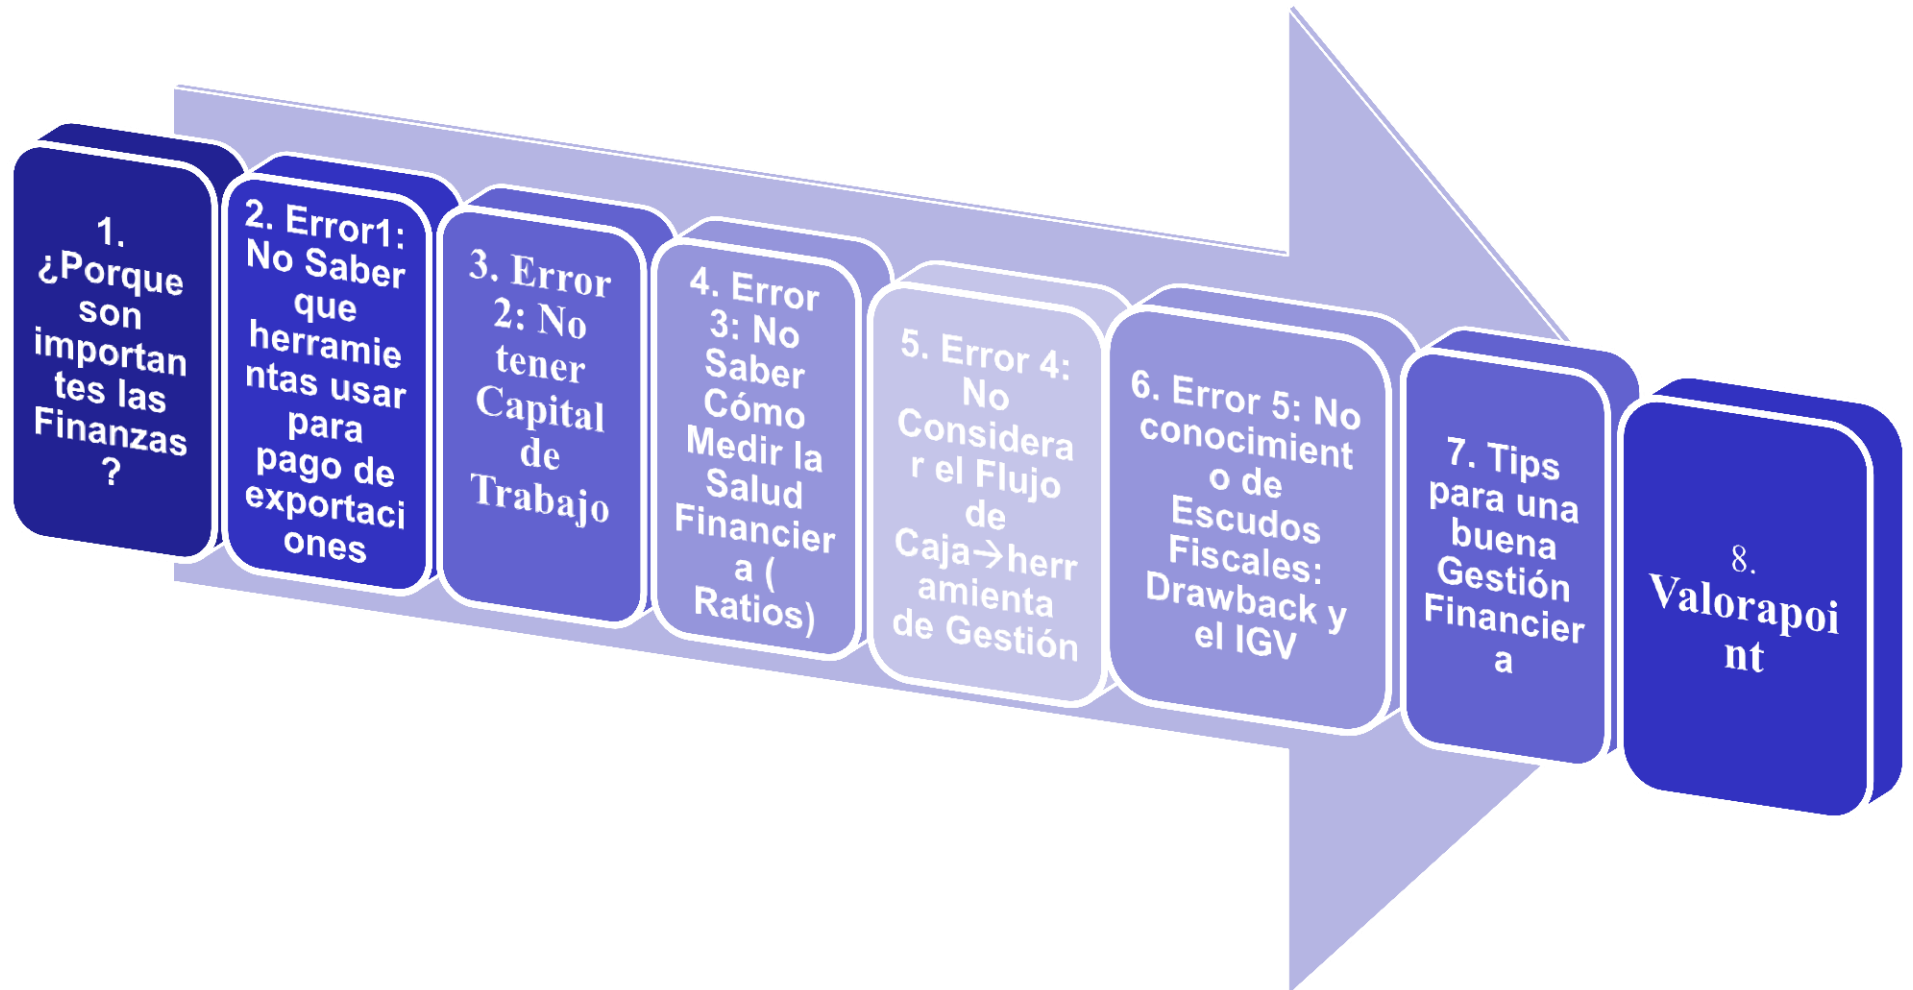 1.
¿Porque
son
importan
tes las
Finanzas
?
2. Error1:
No Saber
que
herramie
ntas usar
para
pago de
exportaci
ones
3. Error
2: No
tener
Capital
de
Trabajo
4. Error
3: No
Saber
Cómo
Medir la
Salud
Financier
a (
Ratios)
5. Error 4:
No
Considera
r el Flujo
de
Caja→herr
amienta
de Gestión
6. Error 5: No
conocimient
o de
Escudos
Fiscales:
Drawback y
el IGV
7. Tips
para una
buena
Gestión
Financier
a
8.
Valorapoi
nt